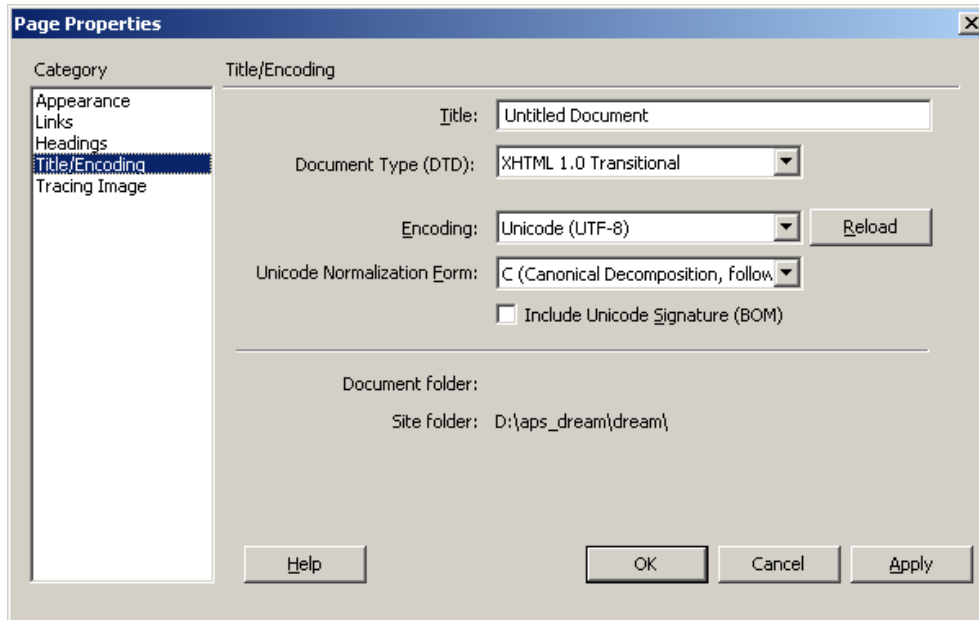 Page Properties
Category
Appearance
Links
Headings
Title/Encoding
Tracing Image
Title/Encoding
Title: Untitled Document
Document Type (DTD): XHTML 1.0 Transitional
Encoding: Unicode (UTF-8) Reload
Unicode Normalization Form: C (Canonical Decomposition, follow
Include Unicode Signature (BOM)
Document folder:
Site folder: D:\aps_dream\dream\
Help OK Cancel Apply